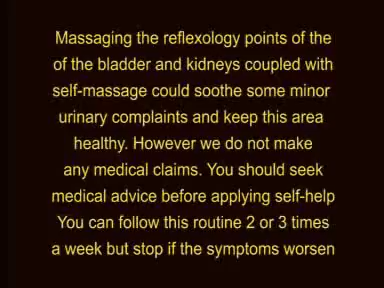 Massaging the reflexology points of the
of the bladder and kidneys coupled with
self-massage could soothe some minor
urinary complaints and keep this area
healthy. However we do not make
any medical claims. You should seek
medical advice before applying self-help
You can follow this routine 2 or 3 times
a week but stop if the symptoms worsen